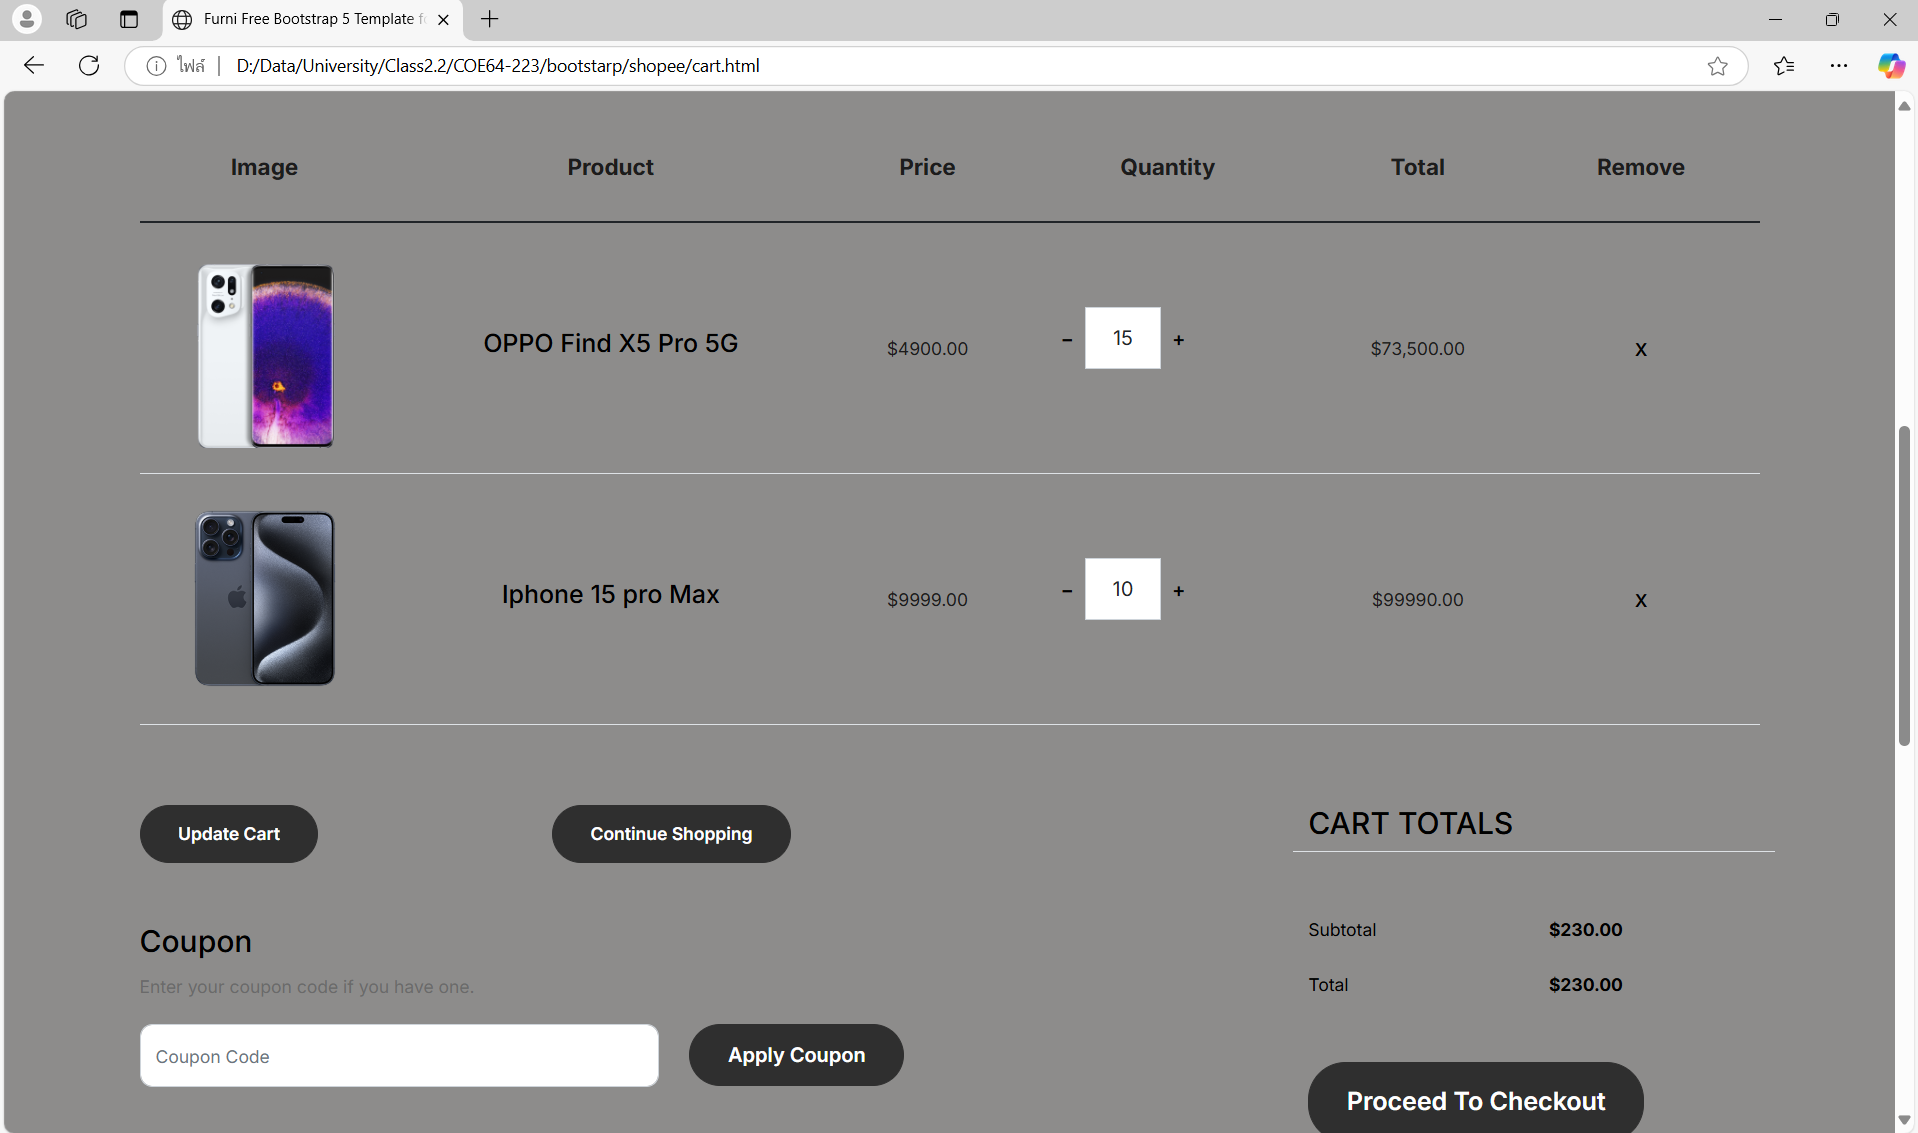 Furni Free Bootstrap 5 Template f
ไฟล์ D:/Data/University/Class2.2/COE64-223/bootstarp/shopee/cart.html
Image Product Price Quantity Total Remove
OPPO Find X5 Pro 5G $4900.00 – 15 + $73,500.00 X
Iphone 15 pro Max $9999.00 – 10 + $99990.00 X
Update Cart Continue Shopping
CART TOTALS
Subtotal $230.00
Total $230.00
Proceed To Checkout
Coupon
Enter your coupon code if you have one.
Coupon Code Apply Coupon